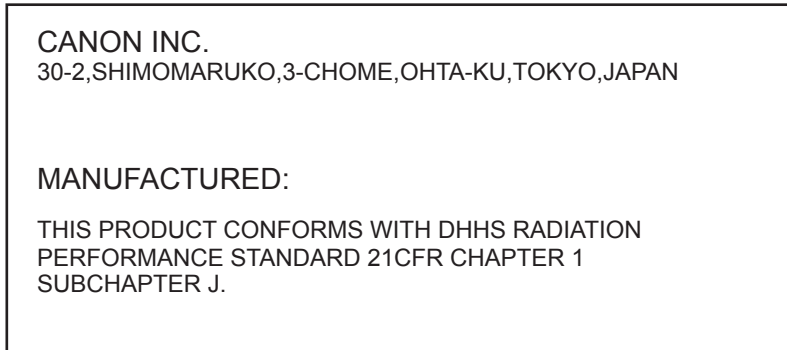 CANON INC.
30-2,SHIMOMARUKO,3-CHOME,OHTA-KU,TOKYO,JAPAN
MANUFACTURED:
THIS PRODUCT CONFORMS WITH DHHS RADIATION
PERFORMANCE STANDARD 21CFR CHAPTER 1
SUBCHAPTER J.